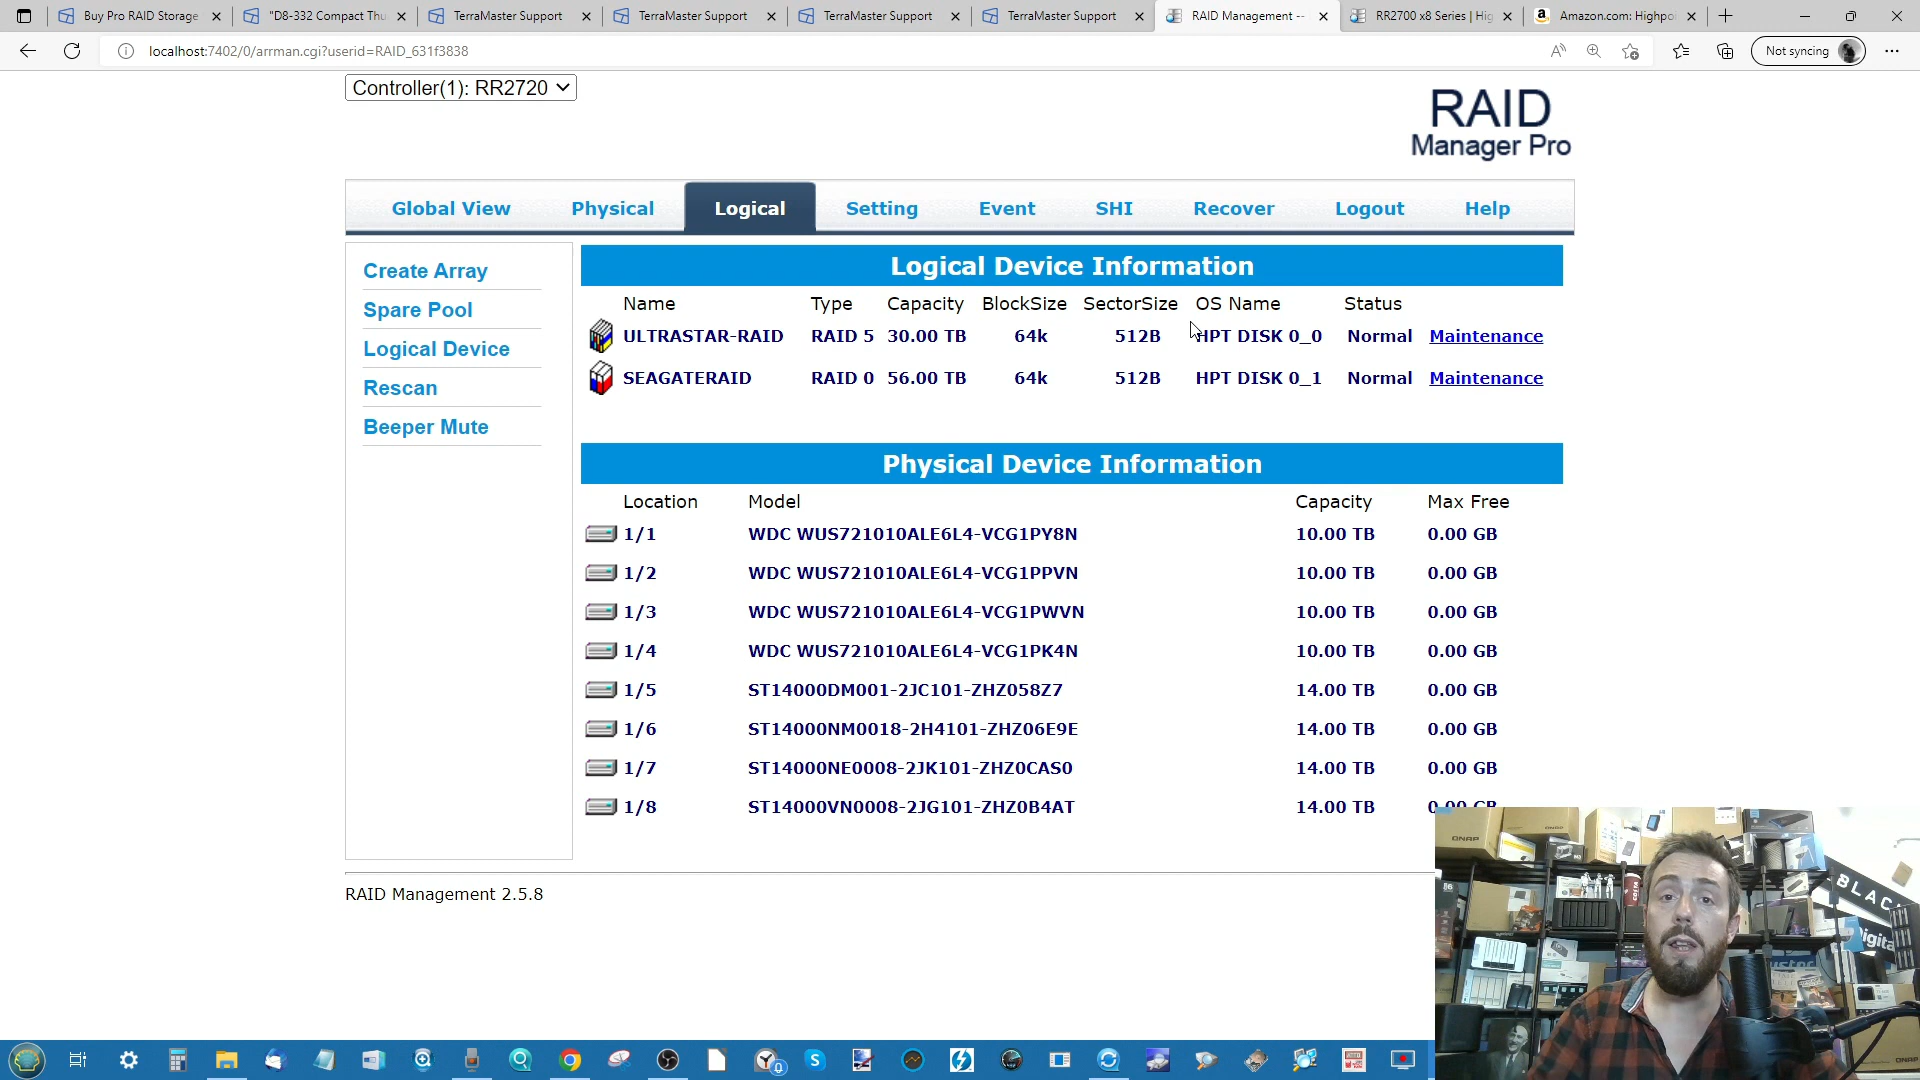 Buy Pro RAID Storage
"D8-332 Compact Thu
TerraMaster Support
TerraMaster Support
TerraMaster Support
TerraMaster Support
RAID Management --
RR2700 x8 Series | Hig
Amazon.com: Highpoi
localhost:7402/0/arrman.cgi?userid=RAID_631f3838
Not syncing
Controller(1): RR2720
RAID
Manager Pro
Global View Physical Logical Setting Event SHI Recover Logout Help
Create Array
Spare Pool
Logical Device
Rescan
Beeper Mute
Logical Device Information
Name Type Capacity BlockSize SectorSize OS Name Status
ULTRASTAR-RAID RAID 5 30.00 TB 64k 512B HPT DISK 0_0 Normal Maintenance
SEAGATERAID RAID 0 56.00 TB 64k 512B HPT DISK 0_1 Normal Maintenance
Physical Device Information
Location Model Capacity Max Free
1/1 WDC WUS721010ALE6L4-VCG1PY8N 10.00 TB 0.00 GB
1/2 WDC WUS721010ALE6L4-VCG1PPVN 10.00 TB 0.00 GB
1/3 WDC WUS721010ALE6L4-VCG1PWVN 10.00 TB 0.00 GB
1/4 WDC WUS721010ALE6L4-VCG1PK4N 10.00 TB 0.00 GB
1/5 ST14000DM001-2JC101-ZHZ058Z7 14.00 TB 0.00 GB
1/6 ST14000NM0018-2H4101-ZHZ06E9E 14.00 TB 0.00 GB
1/7 ST14000NE0008-2JK101-ZHZ0CAS0 14.00 TB 0.00 GB
1/8 ST14000VN0008-2JG101-ZHZ0B4AT 14.00 TB 0.00 GB
RAID Management 2.5.8
QNAP
BLAC
igita